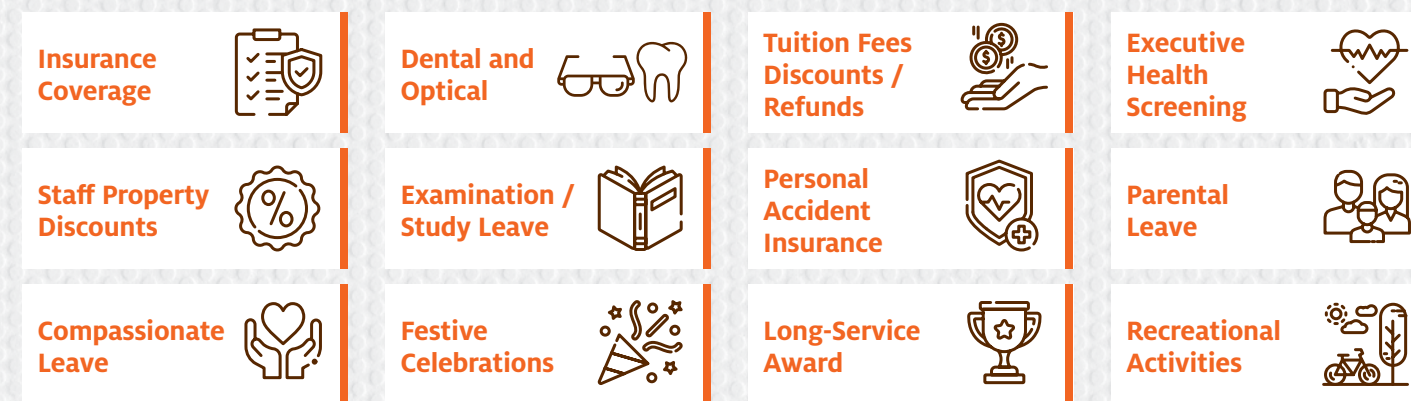 Insurance
Coverage
Dental and
Optical
Tuition Fees
Discounts /
Refunds
Executive
Health
Screening
Staff Property
Discounts
Examination /
Study Leave
Personal
Accident
Insurance
Parental
Leave
Compassionate
Leave
Festive
Celebrations
Long-Service
Award
Recreational
Activities